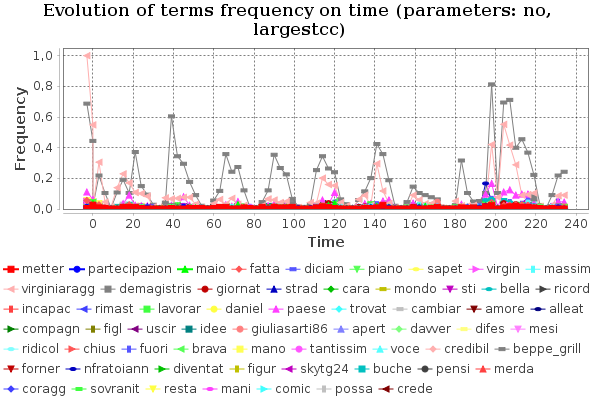 Evolution of terms frequency on time (parameters: no,
largestcc)
1,0
0,8
0,6
0,4
0,2
0,0
Frequency
0 20 40 60 80 100 120 140 160 180 200 220 240
Time
metter partecipazion maio fatta diciam piano sapet virgin massim
virginiaragg demagistris giornat strad cara mondo sti bella ricord
incapac rimast lavorar daniel paese trovat cambiar amore alleat
compagn figl uscir idee giuliasarti86 apert davver difes mesi
ridicol chius fuori brava mano tantissim voce credibil beppe_grill
forner nfratoiann diventat figur skytg24 buche pensi merda
coragg sovranit resta mani comic possa crede